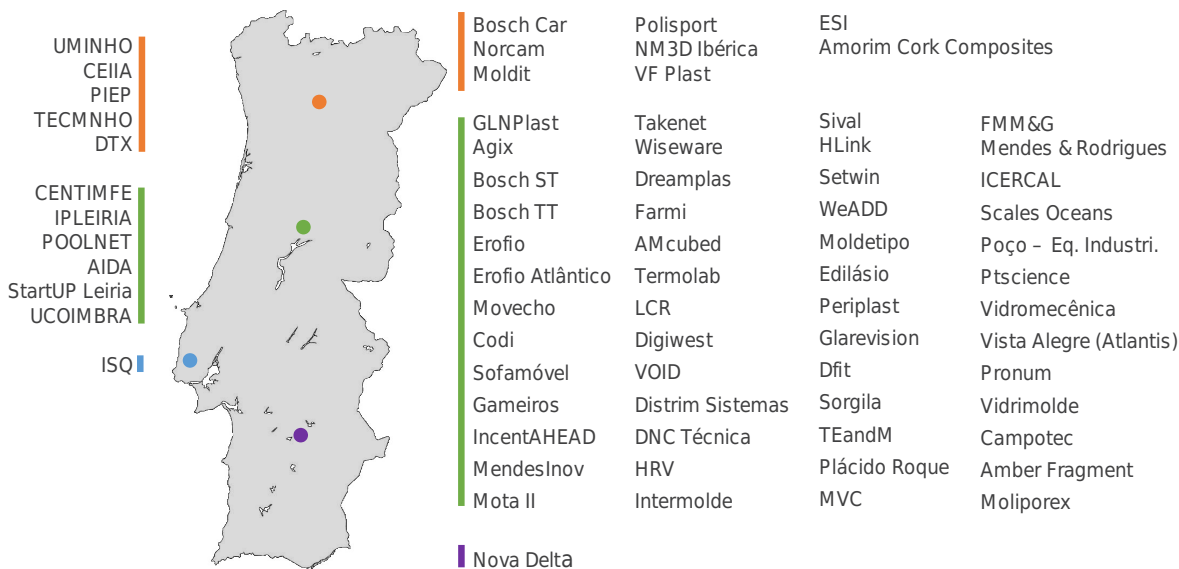 UMINHO
CEIIA
PIEP
TECMNHO
DTX
CENTIMFE
IPLEIRIA
POOLNET
AIDA
StartUP Leiria
UCOIMBRA
ISQ
Bosch Car Polisport ESI
Norcam NM3D Ibérica Amorim Cork Composites
Moldit VF Plast
GLNPlast Takenet Sival FMM&G
Agix Wiseware HLink Mendes & Rodrigues
Bosch ST Dreamplas Setwin ICERCAL
Bosch TT Farmi WeADD Scales Oceans
Erofio AMcubed Moldetipo Poço – Eq. Industri.
Erofio Atlântico Termolab Edilásio Ptscience
Movecho LCR Periplast Vidromecênica
Codi Digiwest Glarevision Vista Alegre (Atlantis)
Sofamóvel VOID Dfit Pronum
Gameiros Distrim Sistemas Sorgila Vidrimolde
IncentAHEAD DNC Técnica TEandM Campotec
MendesInov HRV Plácido Roque Amber Fragment
Mota II Intermolde MVC Moliporex
Nova Delta